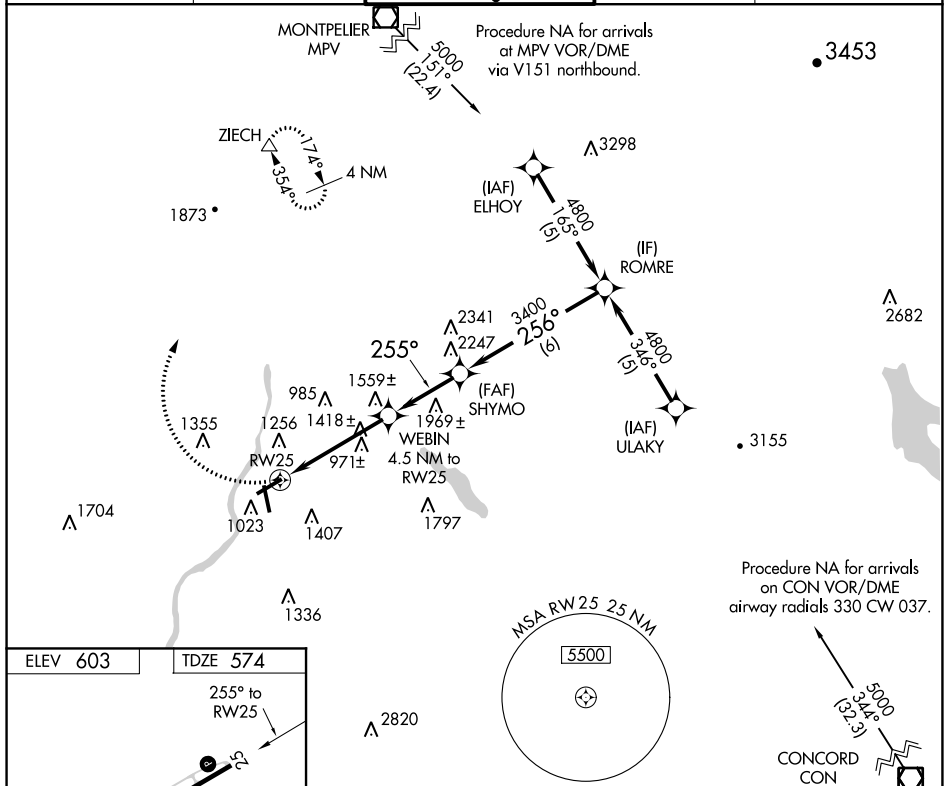 MONTPELIER
MPV
Procedure NA for arrivals
at MPV VOR/DME
via V151 northbound.
5000
151°
(22.4)
3453
ZIECH
174°
354°
4 NM
3298
(IAF)
ELHOY
4800
165°
(5)
1873
(IF)
ROMRE
2682
2341
3400
256°
(6)
2247
255°
4800
346°
(5)
(FAF)
SHYMO
1559±
985
1418±
1969±
(IAF)
ULAKY
3155
1355
1256
WEBIN
4.5 NM to
RW25
971±
RW25
1704
1023
1407
1797
Procedure NA for arrivals
on CON VOR/DME
airway radials 330 CW 037.
1336
MSA RW25 25 NM
5500
ELEV 603
TDZE 574
255° to
RW25
P
25
2820
5000
344°
(32.3)
CONCORD
CON